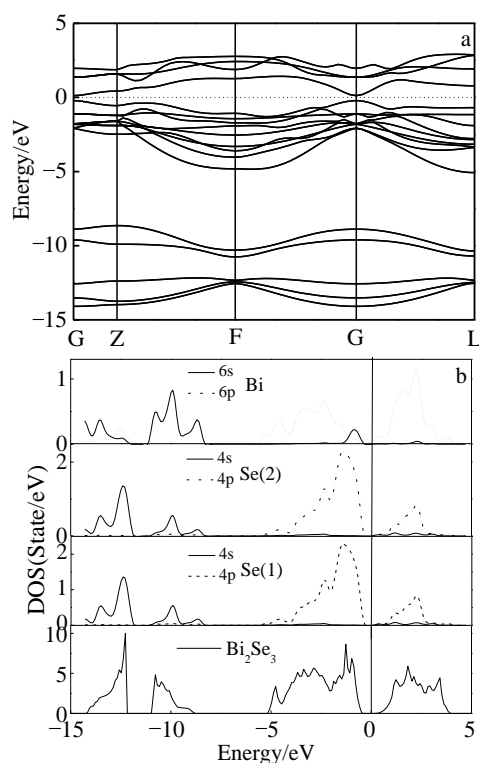 a
5
0
−5
−10
−15
Energy/eV
G Z F G L
b
1
0
6s
6p
Bi
2
0
4s
4p Se(2)
2
1
0
4s
4p Se(1)
10
5
0
Bi₂Se₃
DOS(State/eV)
−15 −10 −5 0 5
Energy/eV